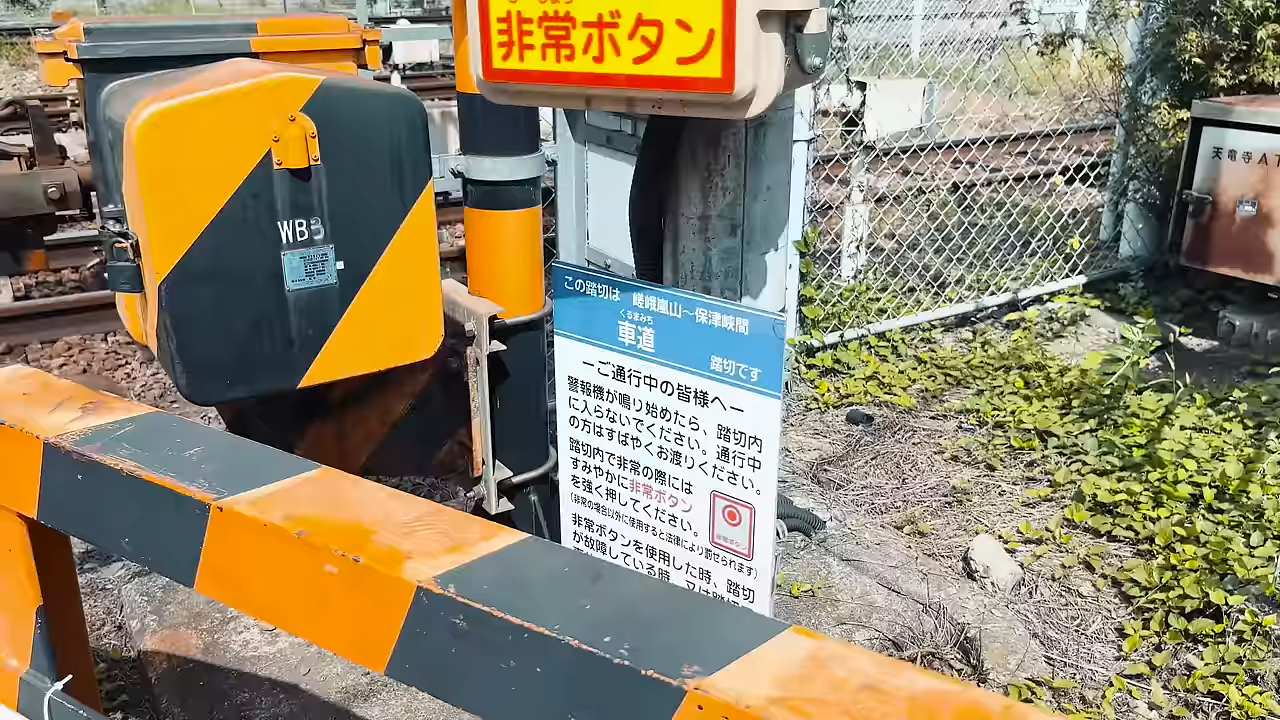 非常ボタン
WB3
天竜寺
この踏切は 嵯峨嵐山〜保津峡間
くるまみち
車道
踏切です
ーご通行中の皆様へー
警報機が鳴り始めたら、踏切内
に入らないでください。通行中
の方はすばやくお渡りください。
踏切内で非常の際には
すみやかに非常ボタン
を強く押してください。
(非常の場合以外に使用すると法律により罰せられます)
非常ボタン
非常ボタンを使用した時、踏切
が故障している時、又は踏切